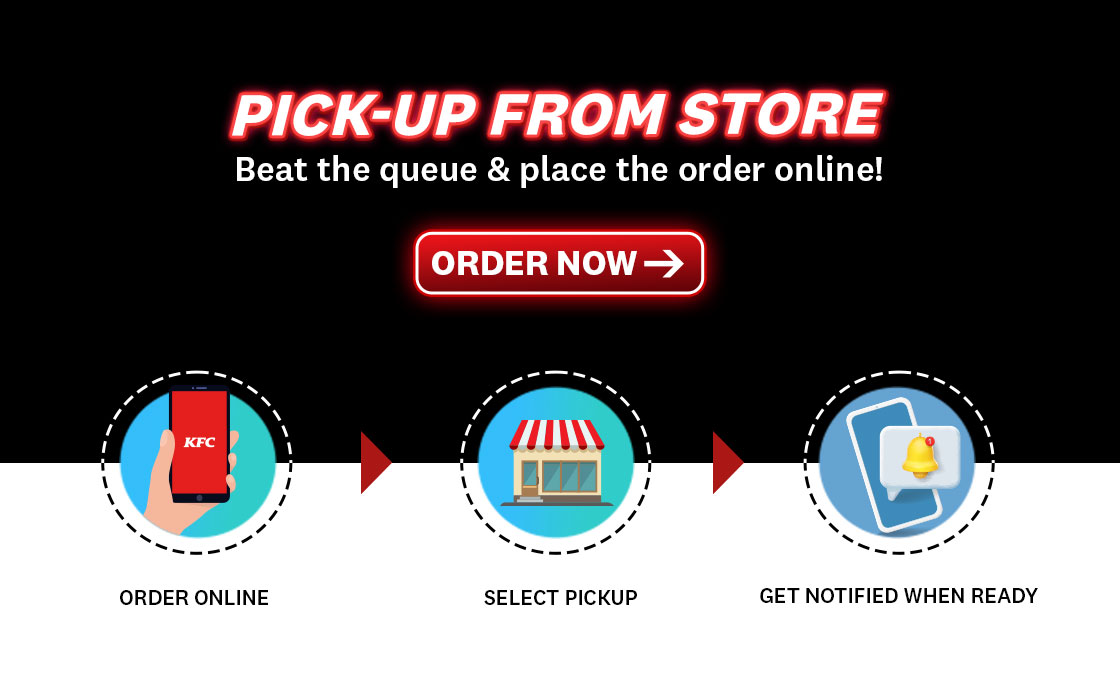 PICK-UP FROM STORE
Beat the queue & place the order online!
ORDER NOW →
KFC
1
ORDER ONLINE
SELECT PICKUP
GET NOTIFIED WHEN READY